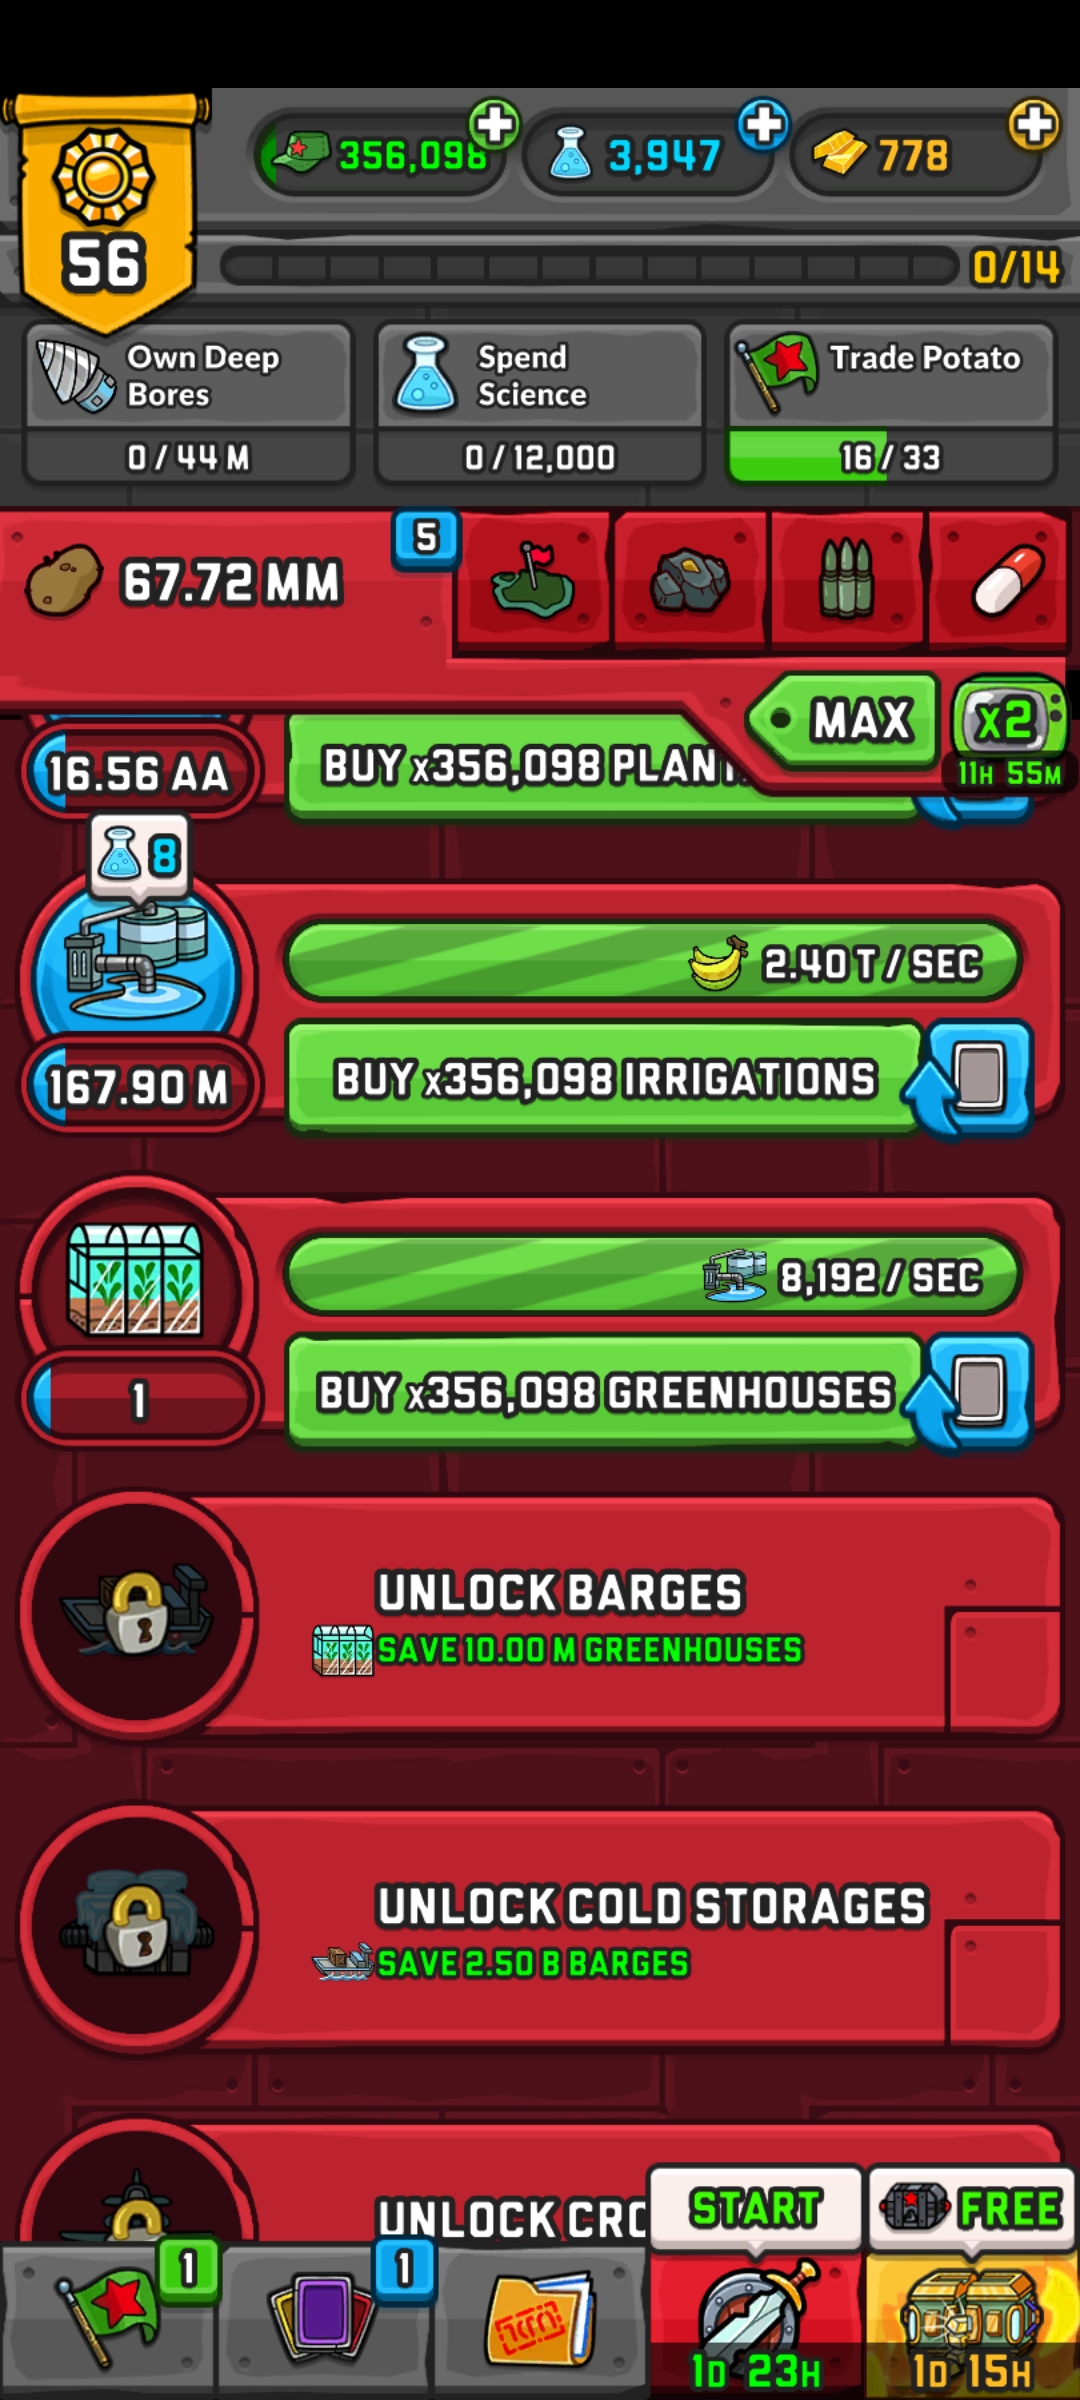 356,098
3,947
778
56
0/14
Own Deep
Bores
0 / 44 M
Spend
Science
0 / 12,000
Trade Potato
16 / 33
67.72 MM
5
MAX
x2
11H 55M
16.56 AA
BUY x356,098 PLANT
8
2.40 T / SEC
167.90 M
BUY x356,098 IRRIGATIONS
8,192 / SEC
1
BUY x356,098 GREENHOUSES
UNLOCK BARGES
SAVE 10.00 M GREENHOUSES
UNLOCK COLD STORAGES
SAVE 2.50 B BARGES
UNLOCK CRO
START
FREE
1
1
1D 23H
1D 15H